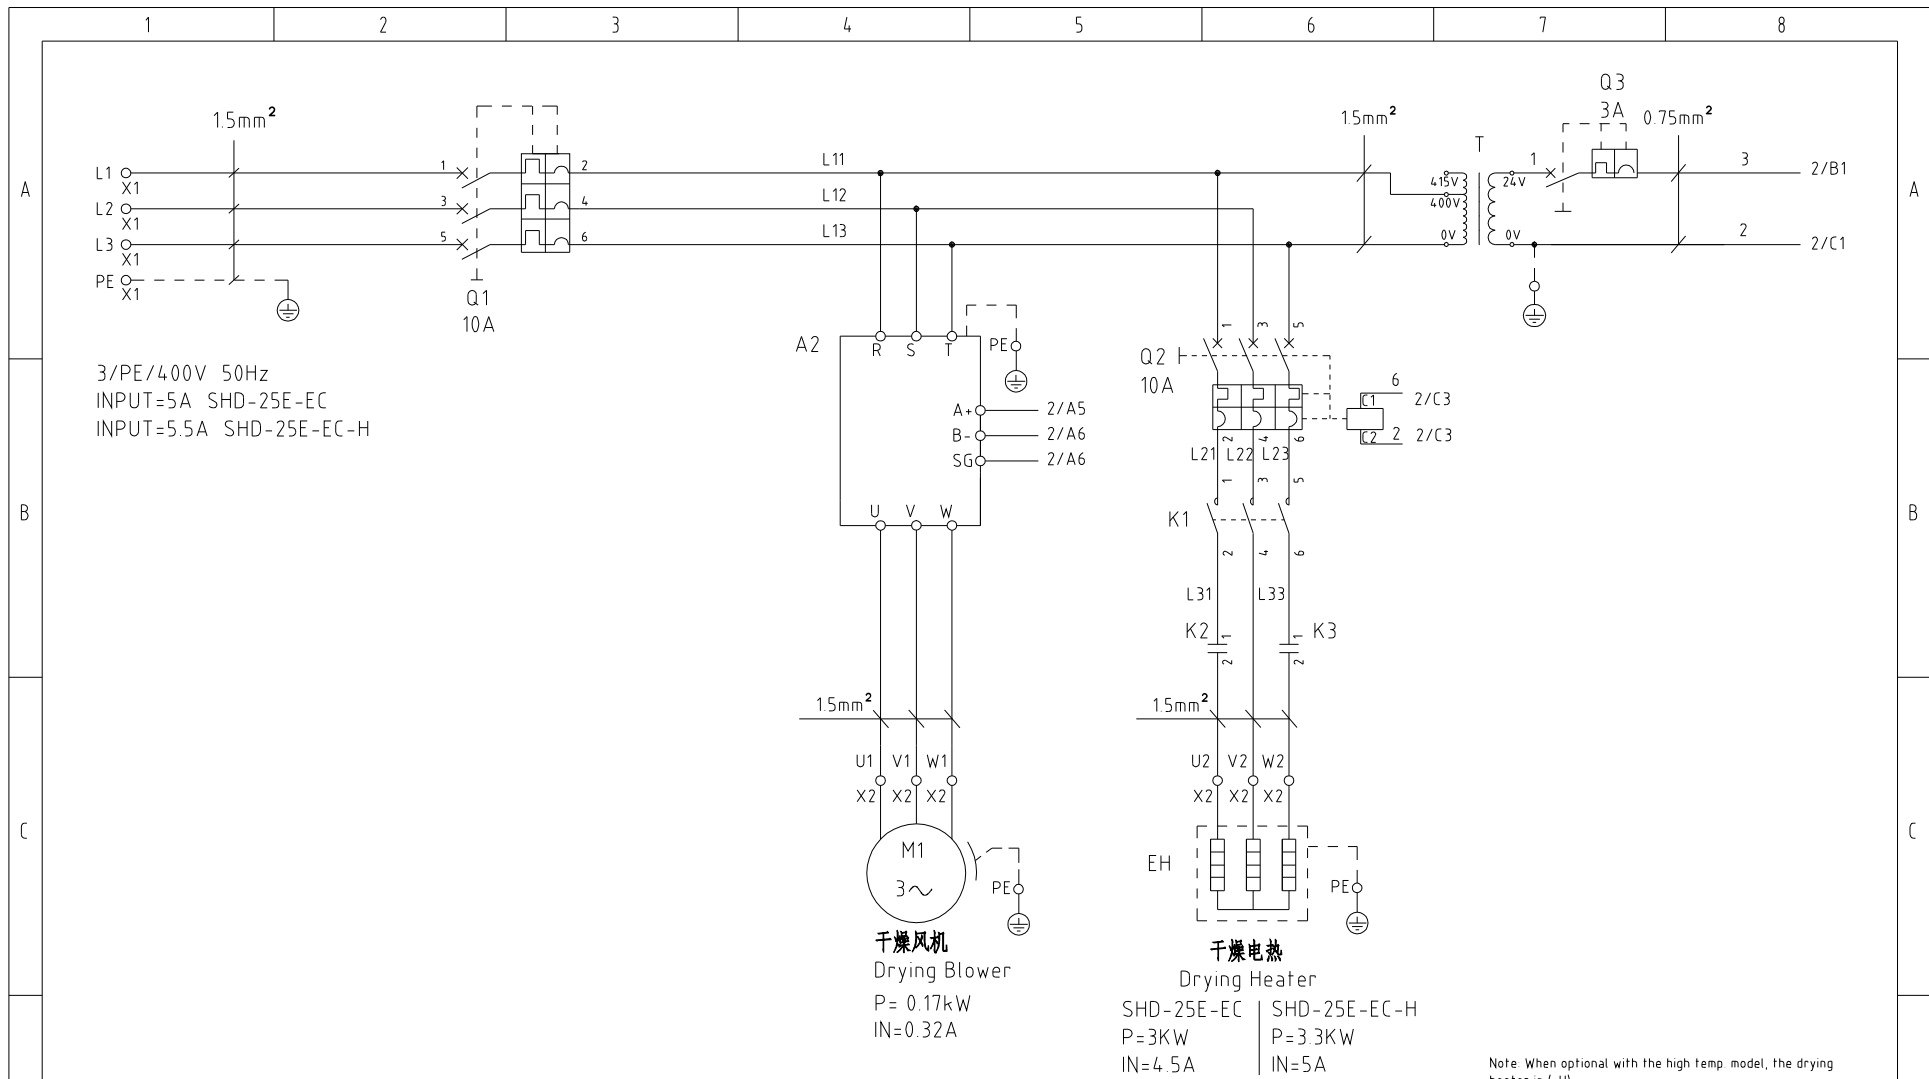 1 2 3 4 5 6 7 8
A
A
B
B
C
C
1.5mm²
L1
X1
L2
X1
L3
X1
PE
X1
1
3
5
2
4
6
Q1
10A
3/PE/400V 50Hz
INPUT=5A SHD-25E-EC
INPUT=5.5A SHD-25E-EC-H
L11
L12
L13
A2
R S T
PE
A+
2/A5
B-
2/A6
SG
2/A6
U V W
1.5mm²
U1 V1 W1
X2 X2 X2
M1
3~
PE
干燥风机
Drying Blower
P= 0.17kW
IN=0.32A
1 3 5
Q2
10A
2 4 6
L21 L22 L23
6
C1
2/C3
C2
2
2/C3
1 3 5
K1
2 4 6
L31 L33
K2
1
2
1
2
K3
1.5mm²
U2 V2 W2
X2 X2 X2
EH
PE
干燥电热
Drying Heater
SHD-25E-EC
P=3KW
IN=4.5A
SHD-25E-EC-H
P=3.3KW
IN=5A
1.5mm²
T
415V
400V
0V
24V
0V
1
Q3
3A
0.75mm²
3
2/B1
2
2/C1
Note: When optional with the high temp. model, the drying